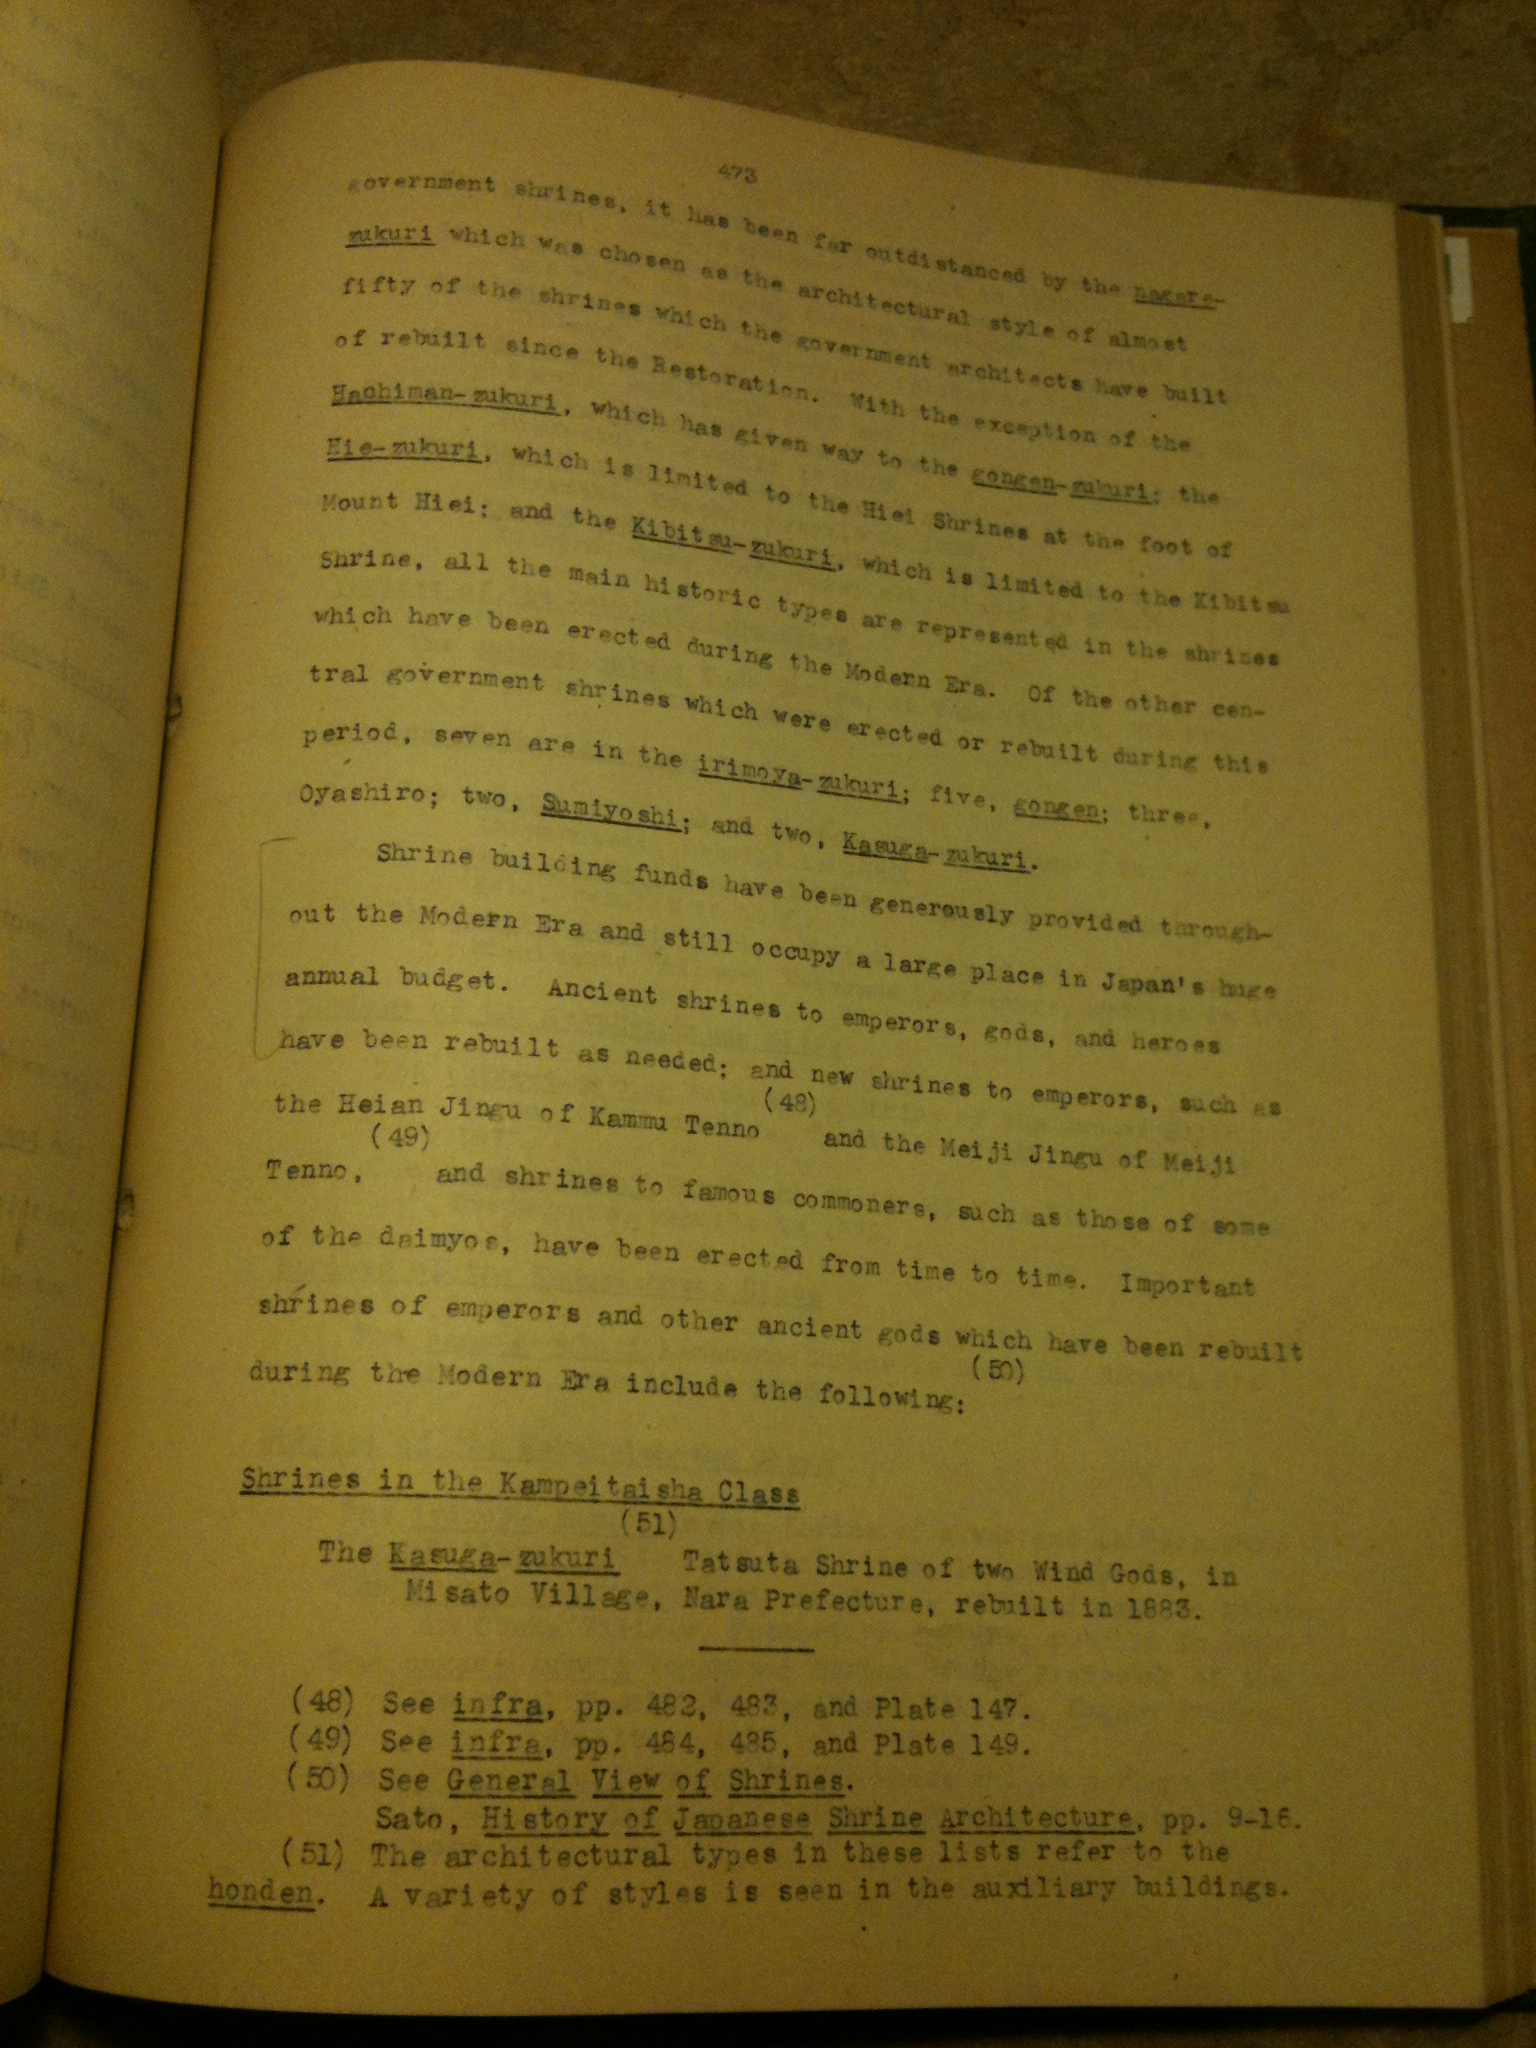 473
government shrines, it has been far outdistanced by the nagare-
zukuri which was chosen as the architectural style of almost
fifty of the shrines which the government architects have built
of rebuilt since the Restoration. With the exception of the
Hachiman-zukuri, which has given way to the gongen-zukuri; the
Hie-zukuri, which is limited to the Hiei Shrines at the foot of
Mount Hiei; and the Kibitsu-zukuri, which is limited to the Kibitsu
Shrine, all the main historic types are represented in the shrines
which have been erected during the Modern Era. Of the other cen-
tral government shrines which were erected or rebuilt during this
period, seven are in the irimoya-zukuri; five, gongen; three,
Oyashiro; two, Sumiyoshi; and two, Kasuga-zukuri.
Shrine building funds have been generously provided through-
out the Modern Era and still occupy a large place in Japan's huge
annual budget. Ancient shrines to emperors, gods, and heroes
have been rebuilt as needed; and new shrines to emperors, such as
the Heian Jingu of Kammu Tenno (48) and the Meiji Jingu of Meiji
Tenno, (49) and shrines to famous commoners, such as those of some
of the daimyos, have been erected from time to time. Important
shrines of emperors and other ancient gods which have been rebuilt
during the Modern Era include the following: (50)
Shrines in the Kampeitaisha Class
The Kasuga-zukuri (51) Tatsuta Shrine of two Wind Gods, in
Misato Village, Nara Prefecture, rebuilt in 1883.
(48) See infra, pp. 482, 483, and Plate 147.
(49) See infra, pp. 484, 485, and Plate 149.
(50) See General View of Shrines.
Sato, History of Japanese Shrine Architecture, pp. 9-16.
(51) The architectural types in these lists refer to the
honden. A variety of styles is seen in the auxiliary buildings.